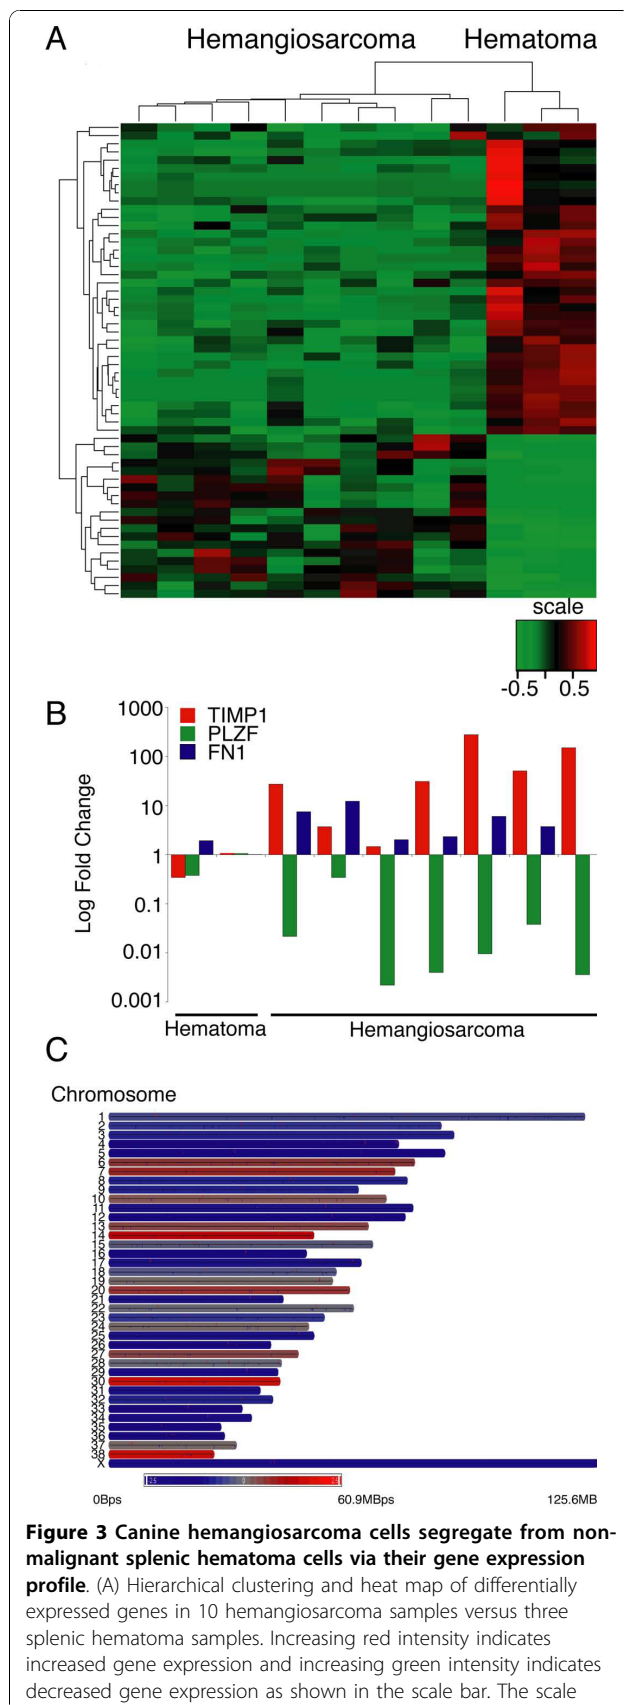 A
Hemangiosarcoma Hematoma
scale
-0.5 0.5
B
1000
100
10
1
0.1
0.01
0.001
TIMP1
PLZF
FN1
Log Fold Change
Hematoma Hemangiosarcoma
C
Chromosome
1
2
3
4
5
6
7
8
9
10
11
12
13
14
15
16
17
18
19
20
21
22
23
24
25
26
27
28
29
30
31
32
33
34
35
36
37
38
X
0
0Bps 60.9MBps 125.6MB
Figure 3 Canine hemangiosarcoma cells segregate from non-
malignant splenic hematoma cells via their gene expression
profile. (A) Hierarchical clustering and heat map of differentially
expressed genes in 10 hemangiosarcoma samples versus three
splenic hematoma samples. Increasing red intensity indicates
increased gene expression and increasing green intensity indicates
decreased gene expression as shown in the scale bar. The scale